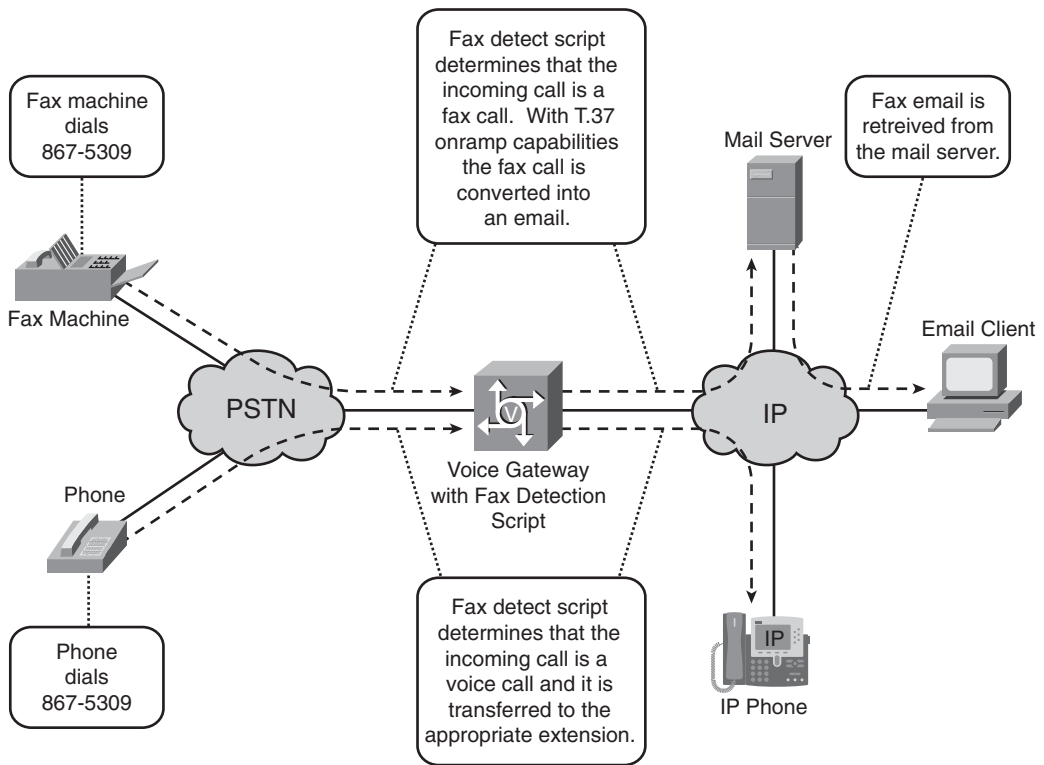 Fax machine
dials
867-5309
Fax Machine
Fax detect script
determines that the
incoming call is a
fax call. With T.37
onramp capabilities
the fax call is
converted into
an email.
Mail Server
Fax email is
retreived from
the mail server.
Email Client
PSTN
V
IP
Voice Gateway
with Fax Detection
Script
Phone
Phone
dials
867-5309
Fax detect script
determines that the
incoming call is a
voice call and it is
transferred to the
appropriate extension.
IP
IP Phone